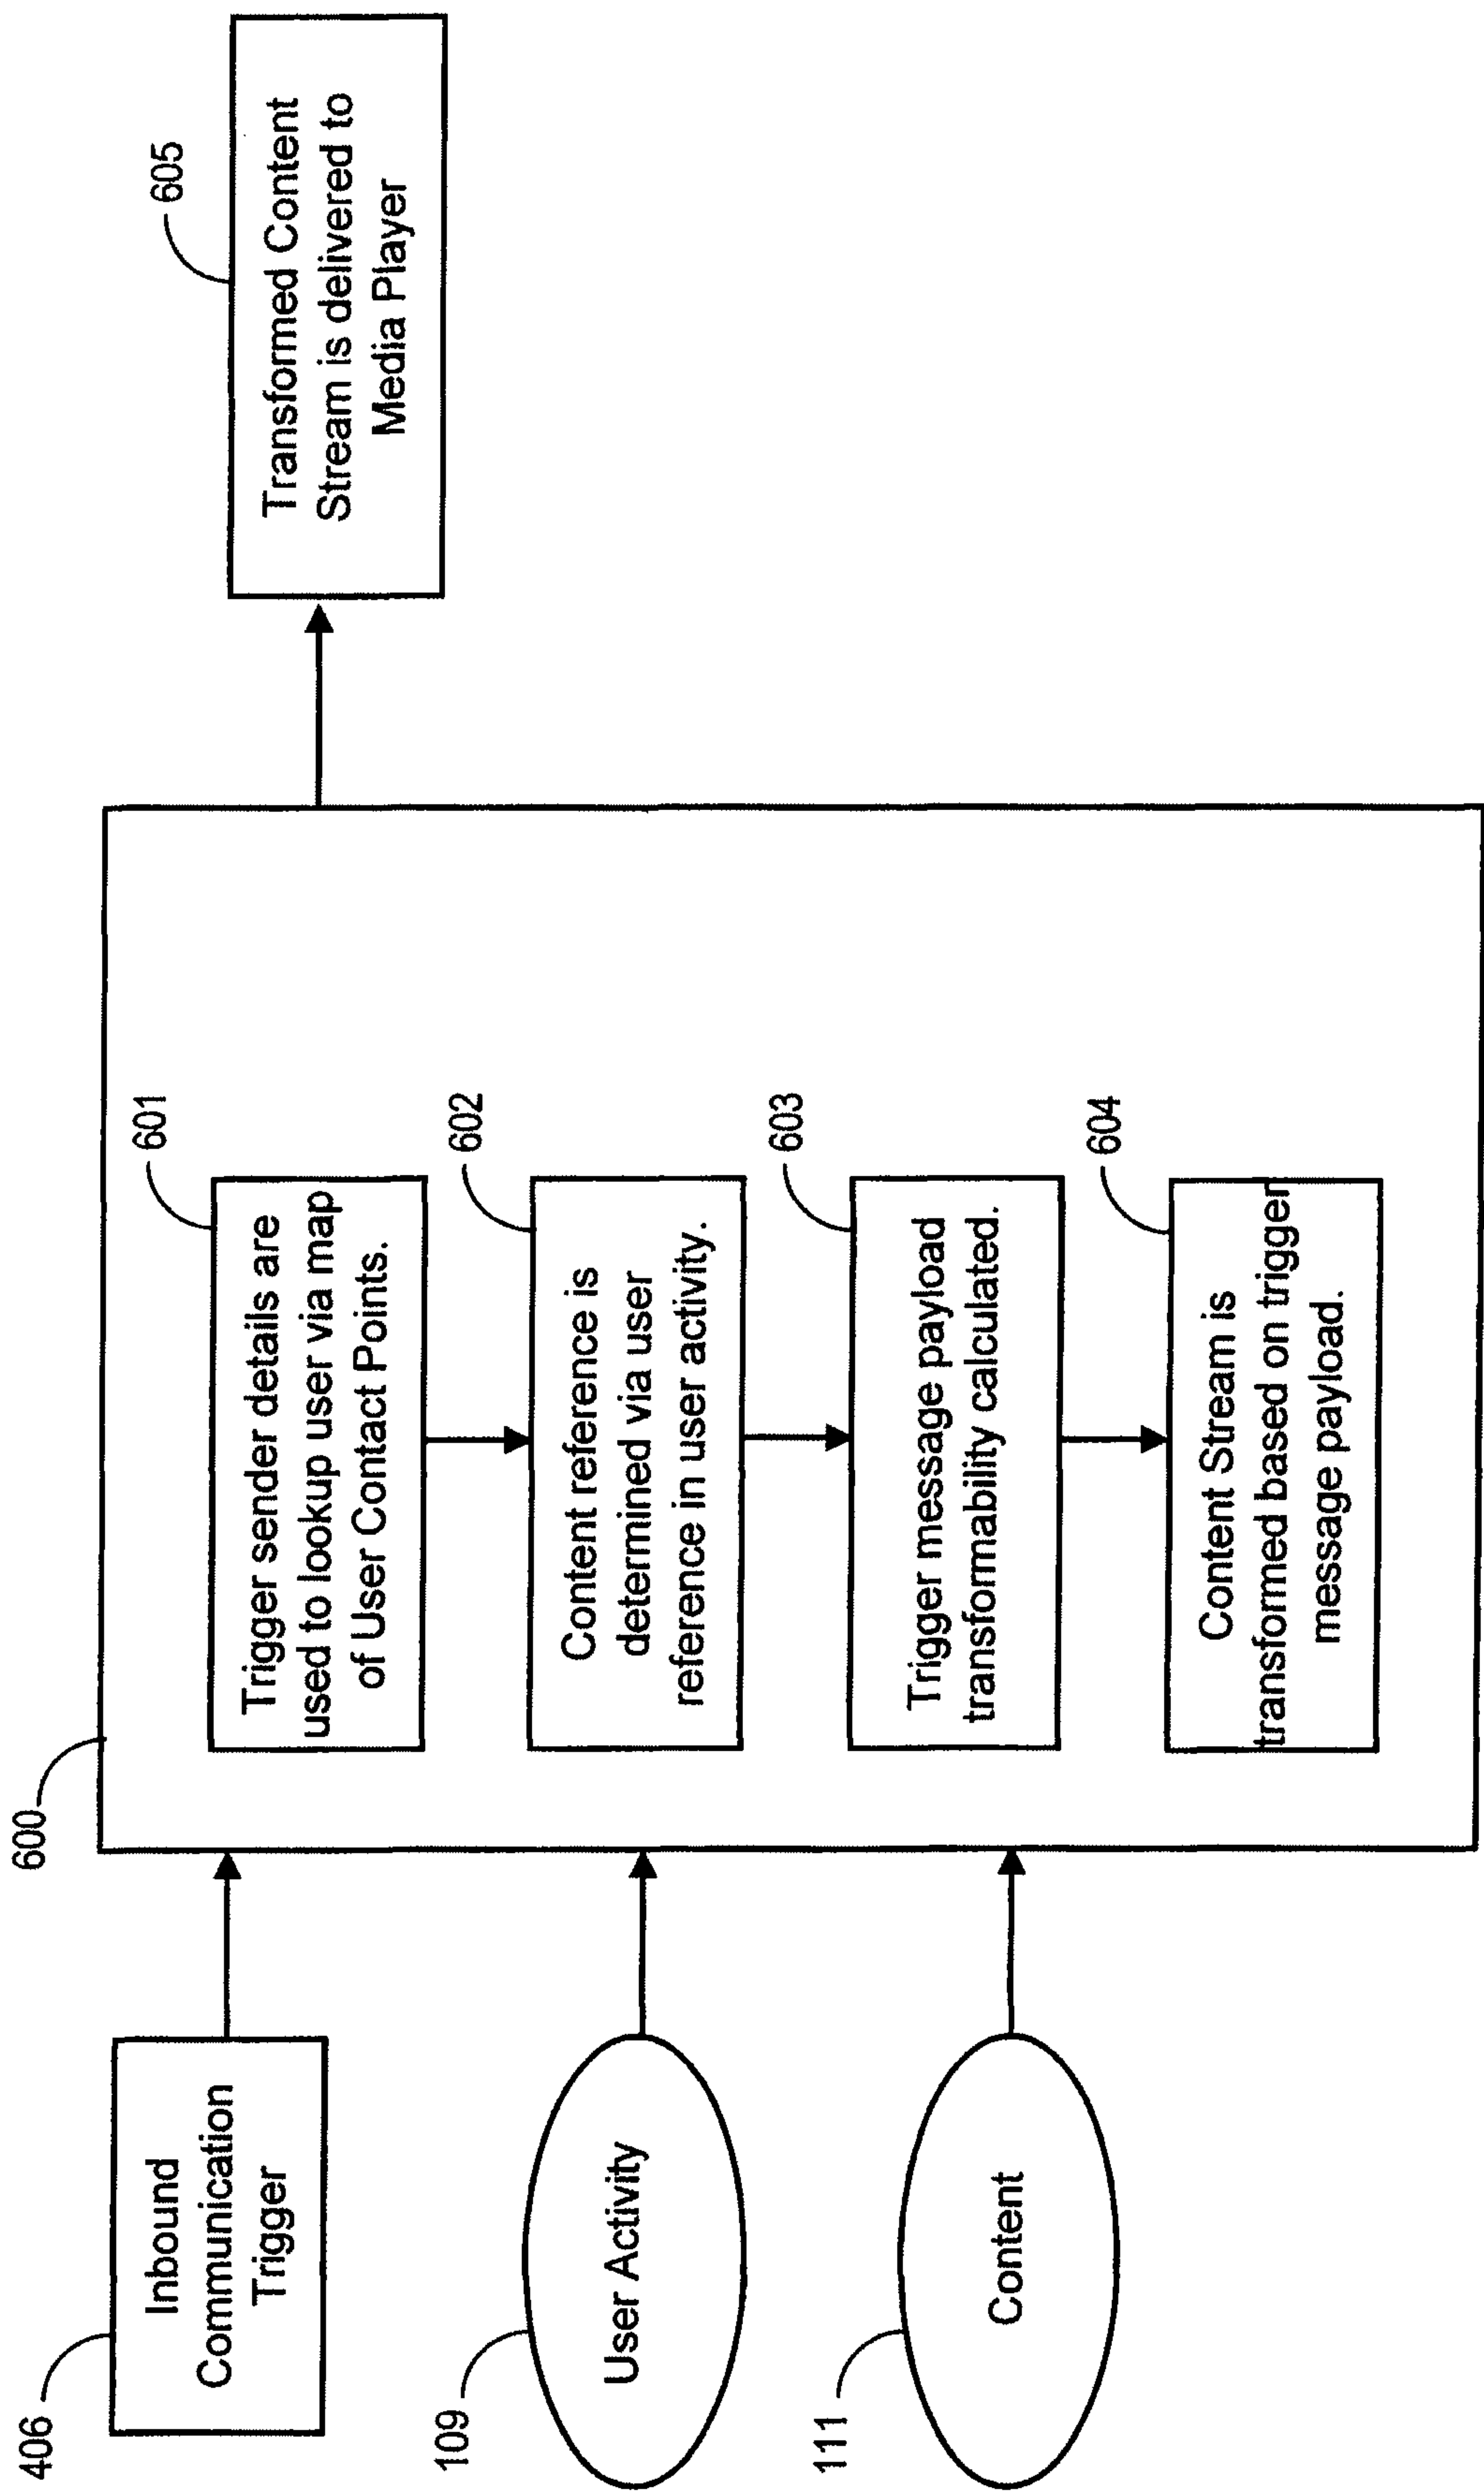 406
Inbound
Communication
Trigger
109
User Activity
111
Content
600
601
Trigger sender details are
used to lookup user via map
of User Contact Points.
602
Content reference is
determined via user
reference in user activity.
603
Trigger message payload
transformability calculated.
604
Content Stream is
transformed based on trigger
message payload.
605
Transformed Content
Stream is delivered to
Media Player